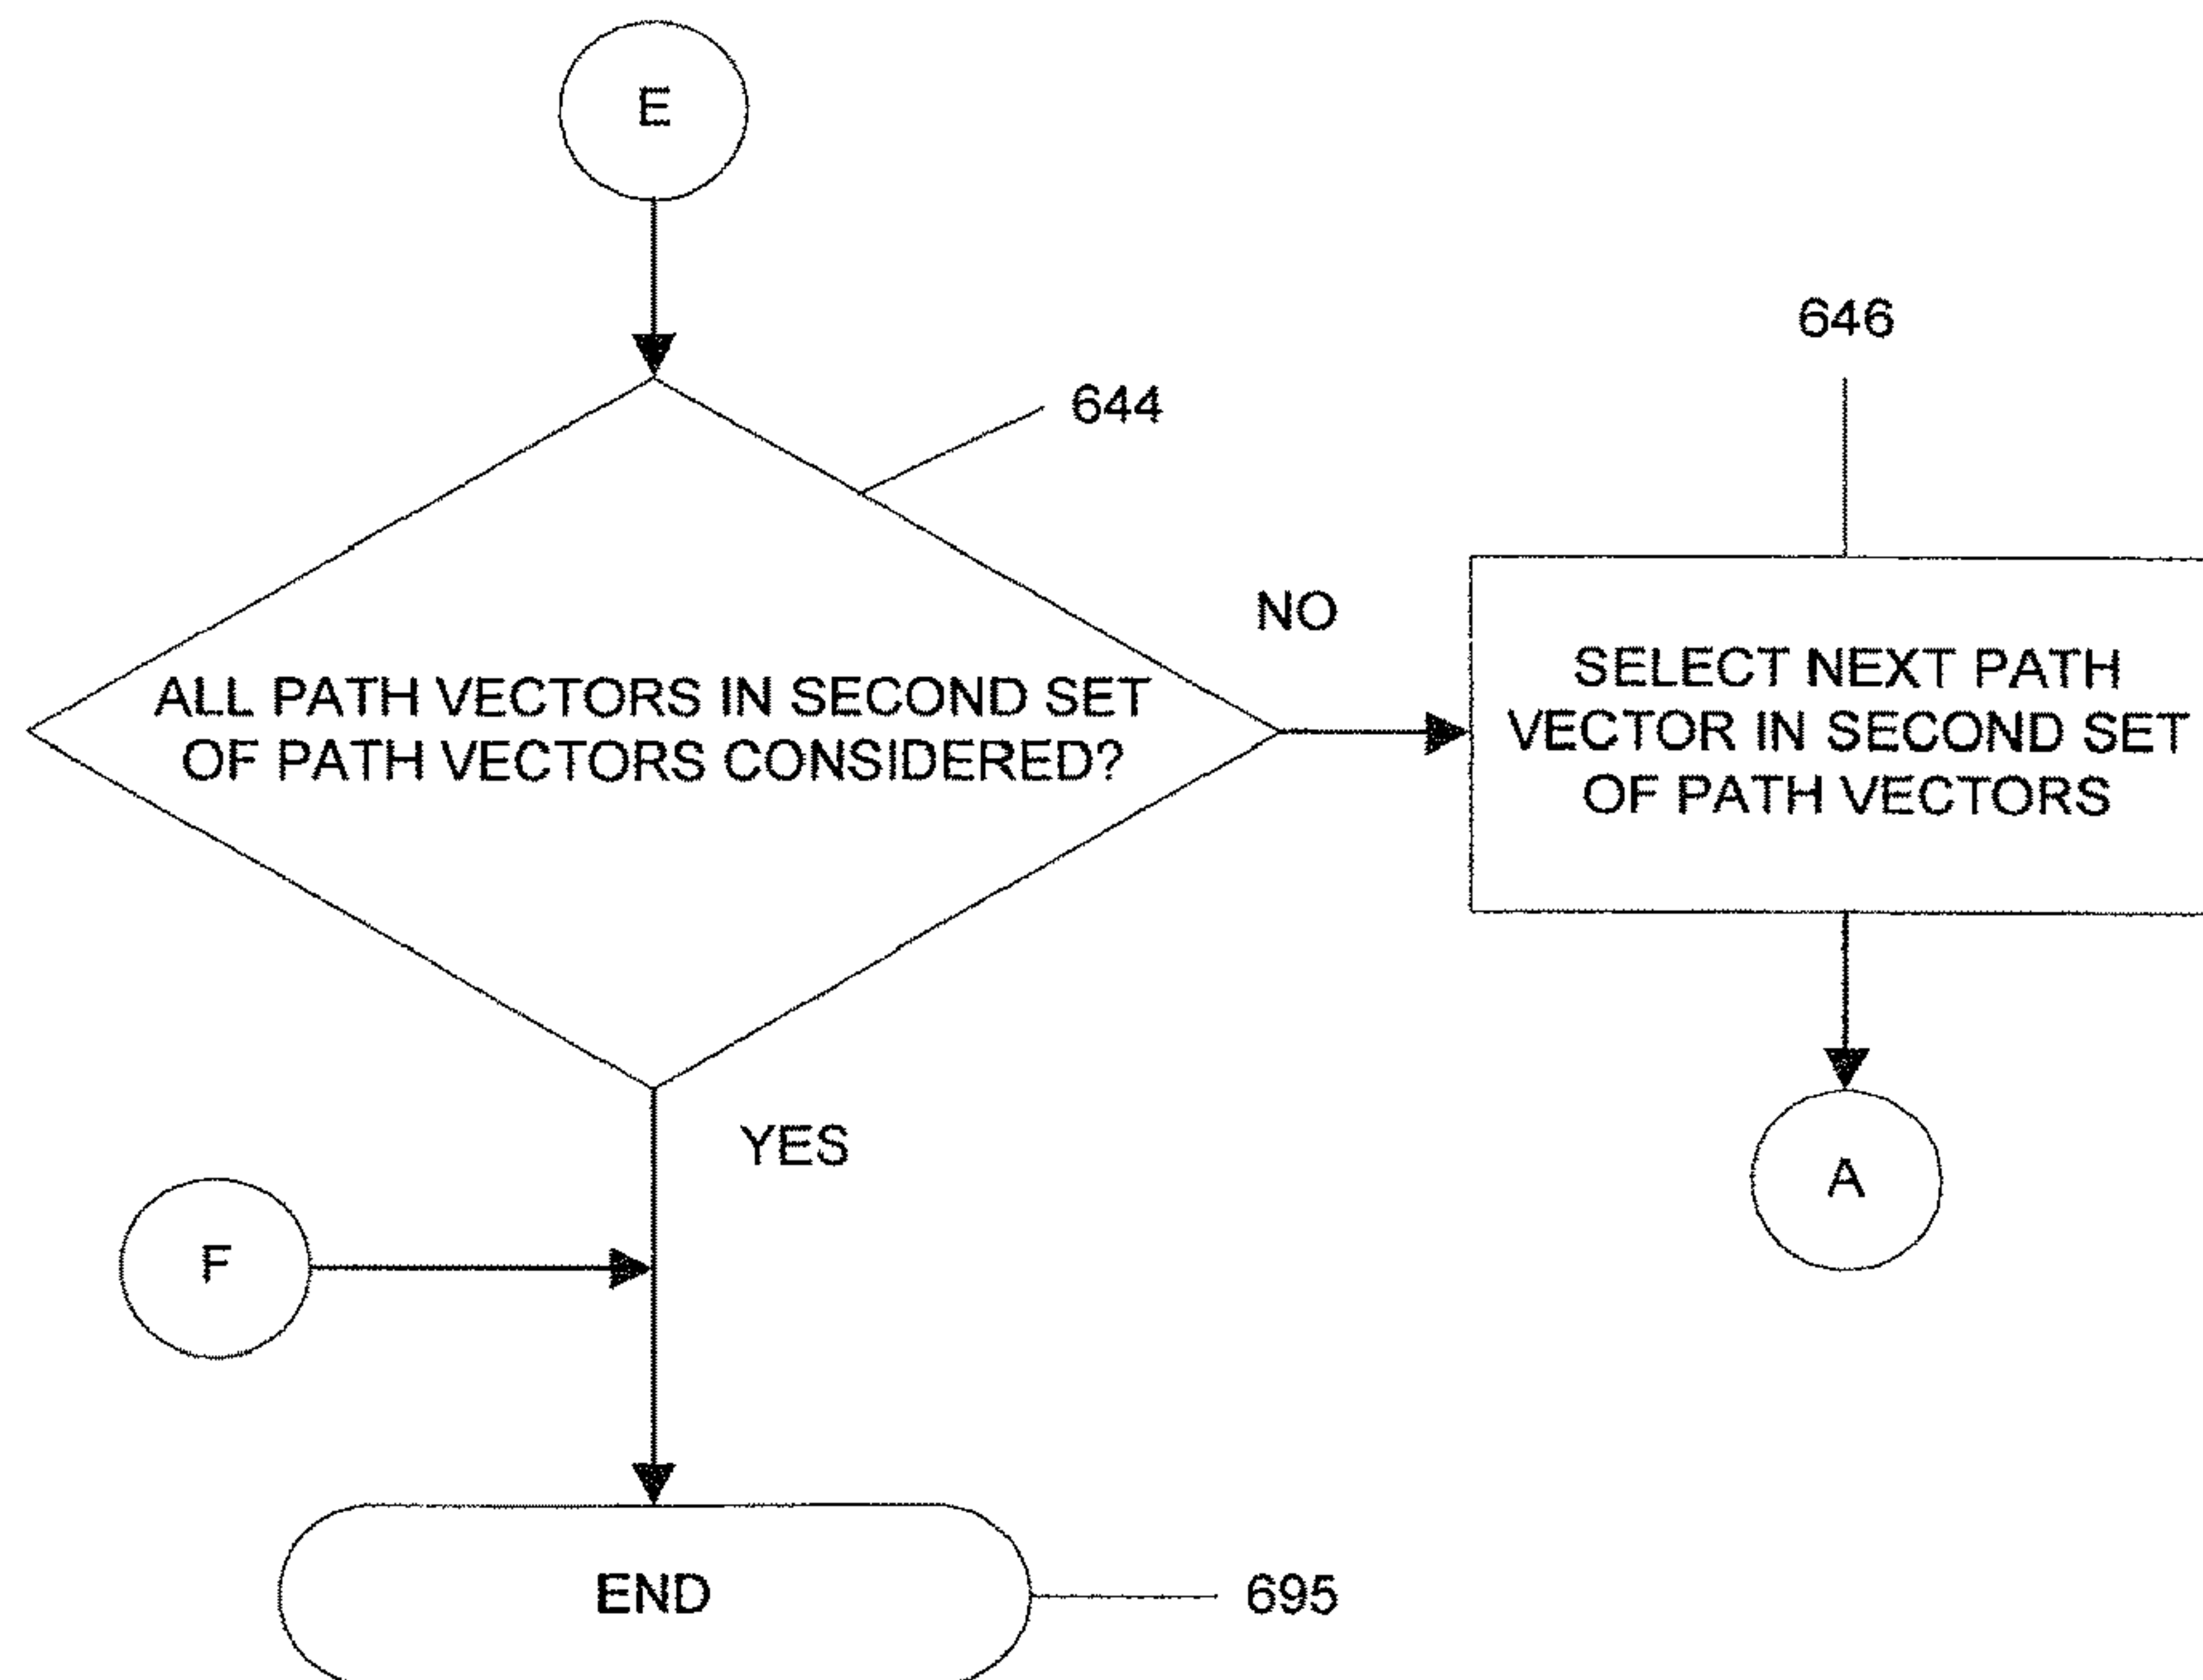 E
646
644
NO
ALL PATH VECTORS IN SECOND SET
OF PATH VECTORS CONSIDERED?
SELECT NEXT PATH
VECTOR IN SECOND SET
OF PATH VECTORS
YES
A
F
END
695